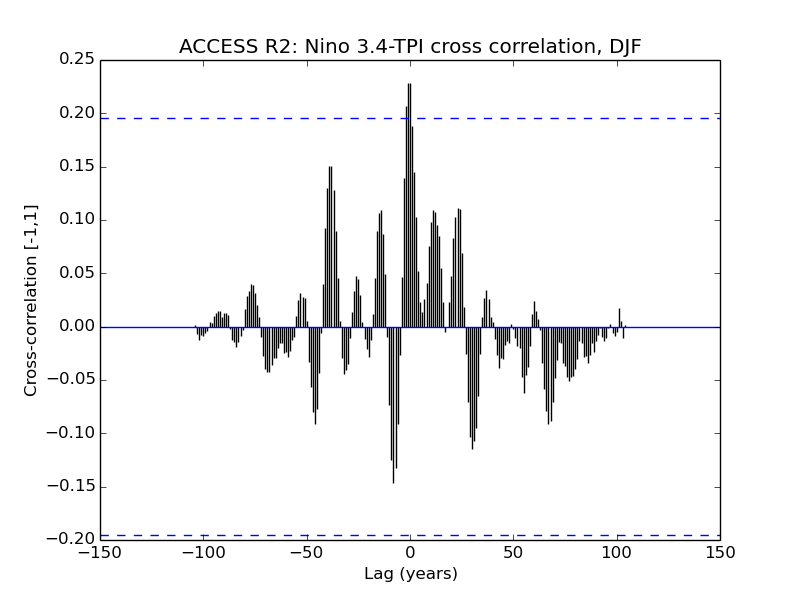 ACCESS R2: Nino 3.4-TPI cross correlation, DJF
0.25
0.20
0.15
0.10
0.05
0.00
−0.05
−0.10
−0.15
−0.20
Cross-correlation [-1,1]
−150 −100 −50 0 50 100 150
Lag (years)